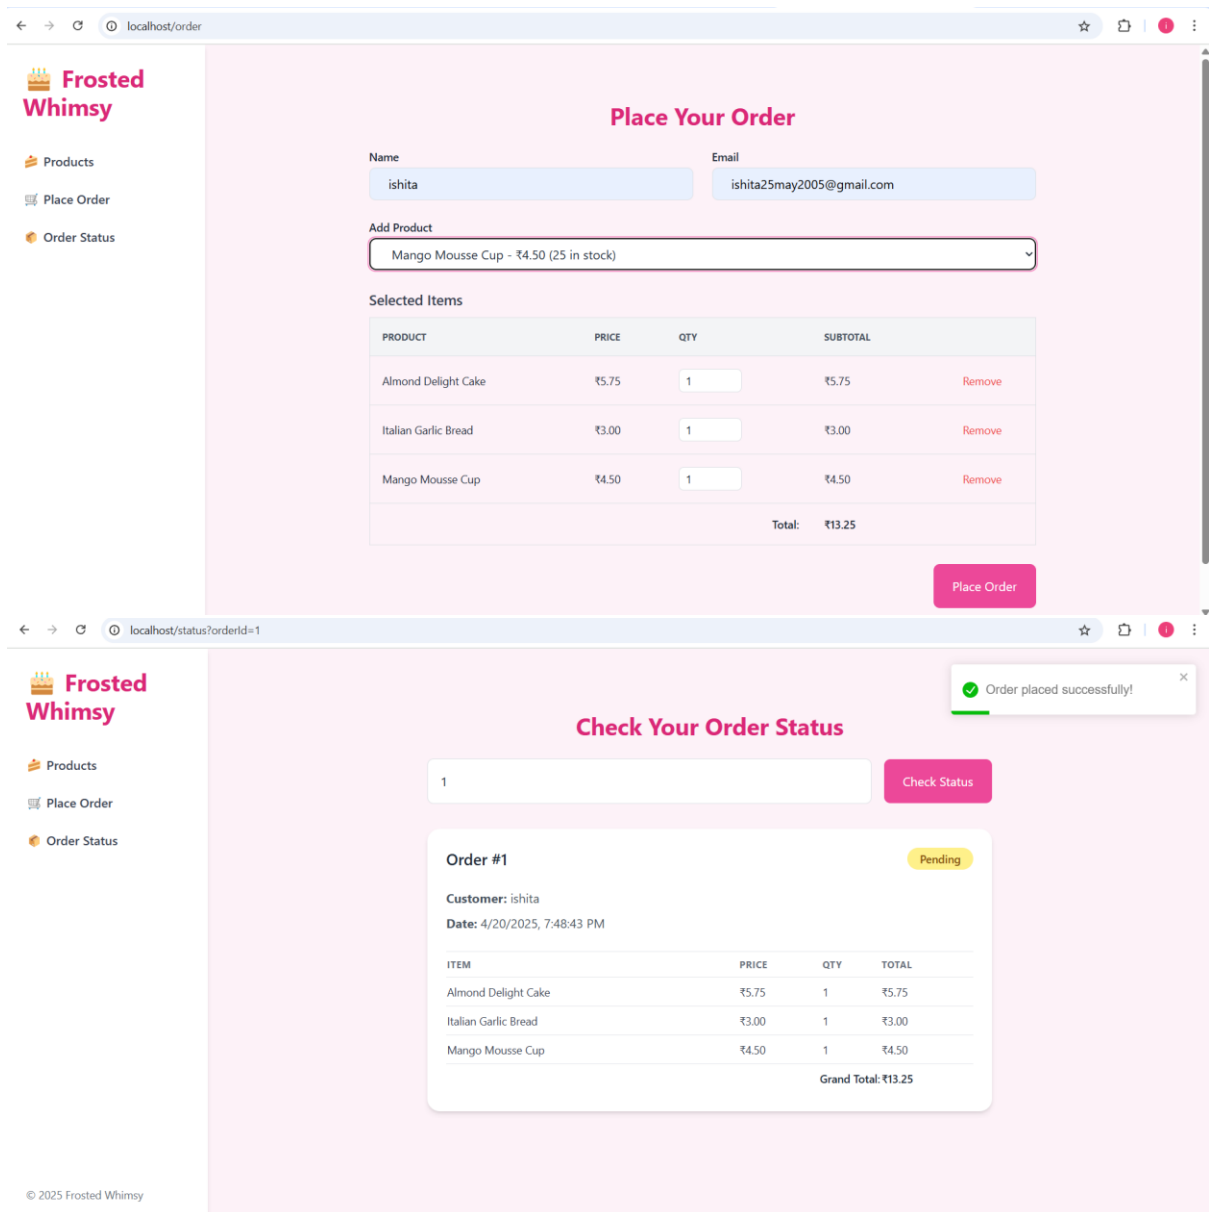 localhost/order
Frosted
Whimsy
Products
Place Order
Order Status
Place Your Order
Name Email
ishita ishita25may2005@gmail.com
Add Product
Mango Mousse Cup - ₹4.50 (25 in stock)
Selected Items
PRODUCT PRICE QTY SUBTOTAL
Almond Delight Cake ₹5.75 1 ₹5.75 Remove
Italian Garlic Bread ₹3.00 1 ₹3.00 Remove
Mango Mousse Cup ₹4.50 1 ₹4.50 Remove
Total: ₹13.25
Place Order
localhost/status?orderId=1
Frosted
Whimsy
Products
Place Order
Order Status
Order placed successfully!
Check Your Order Status
1 Check Status
Order #1 Pending
Customer: ishita
Date: 4/20/2025, 7:48:43 PM
ITEM PRICE QTY TOTAL
Almond Delight Cake ₹5.75 1 ₹5.75
Italian Garlic Bread ₹3.00 1 ₹3.00
Mango Mousse Cup ₹4.50 1 ₹4.50
Grand Total: ₹13.25
© 2025 Frosted Whimsy